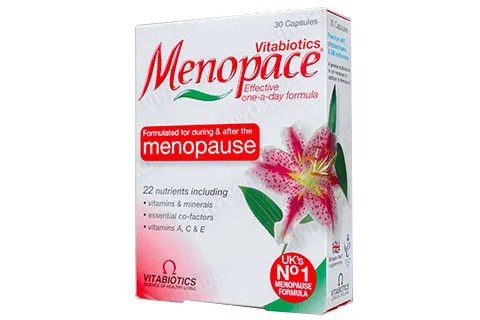 30 Capsules
Vitabiotics
Menopace®
Effective
one-a-day formula
Formulated for during & after the
menopause
22 nutrients including
• vitamins & minerals
• essential co-factors
• vitamins A, C & E
UK's
No1
MENOPAUSE
FORMULA
VITABIOTICS
SCIENCE OF HEALTHY LIVING